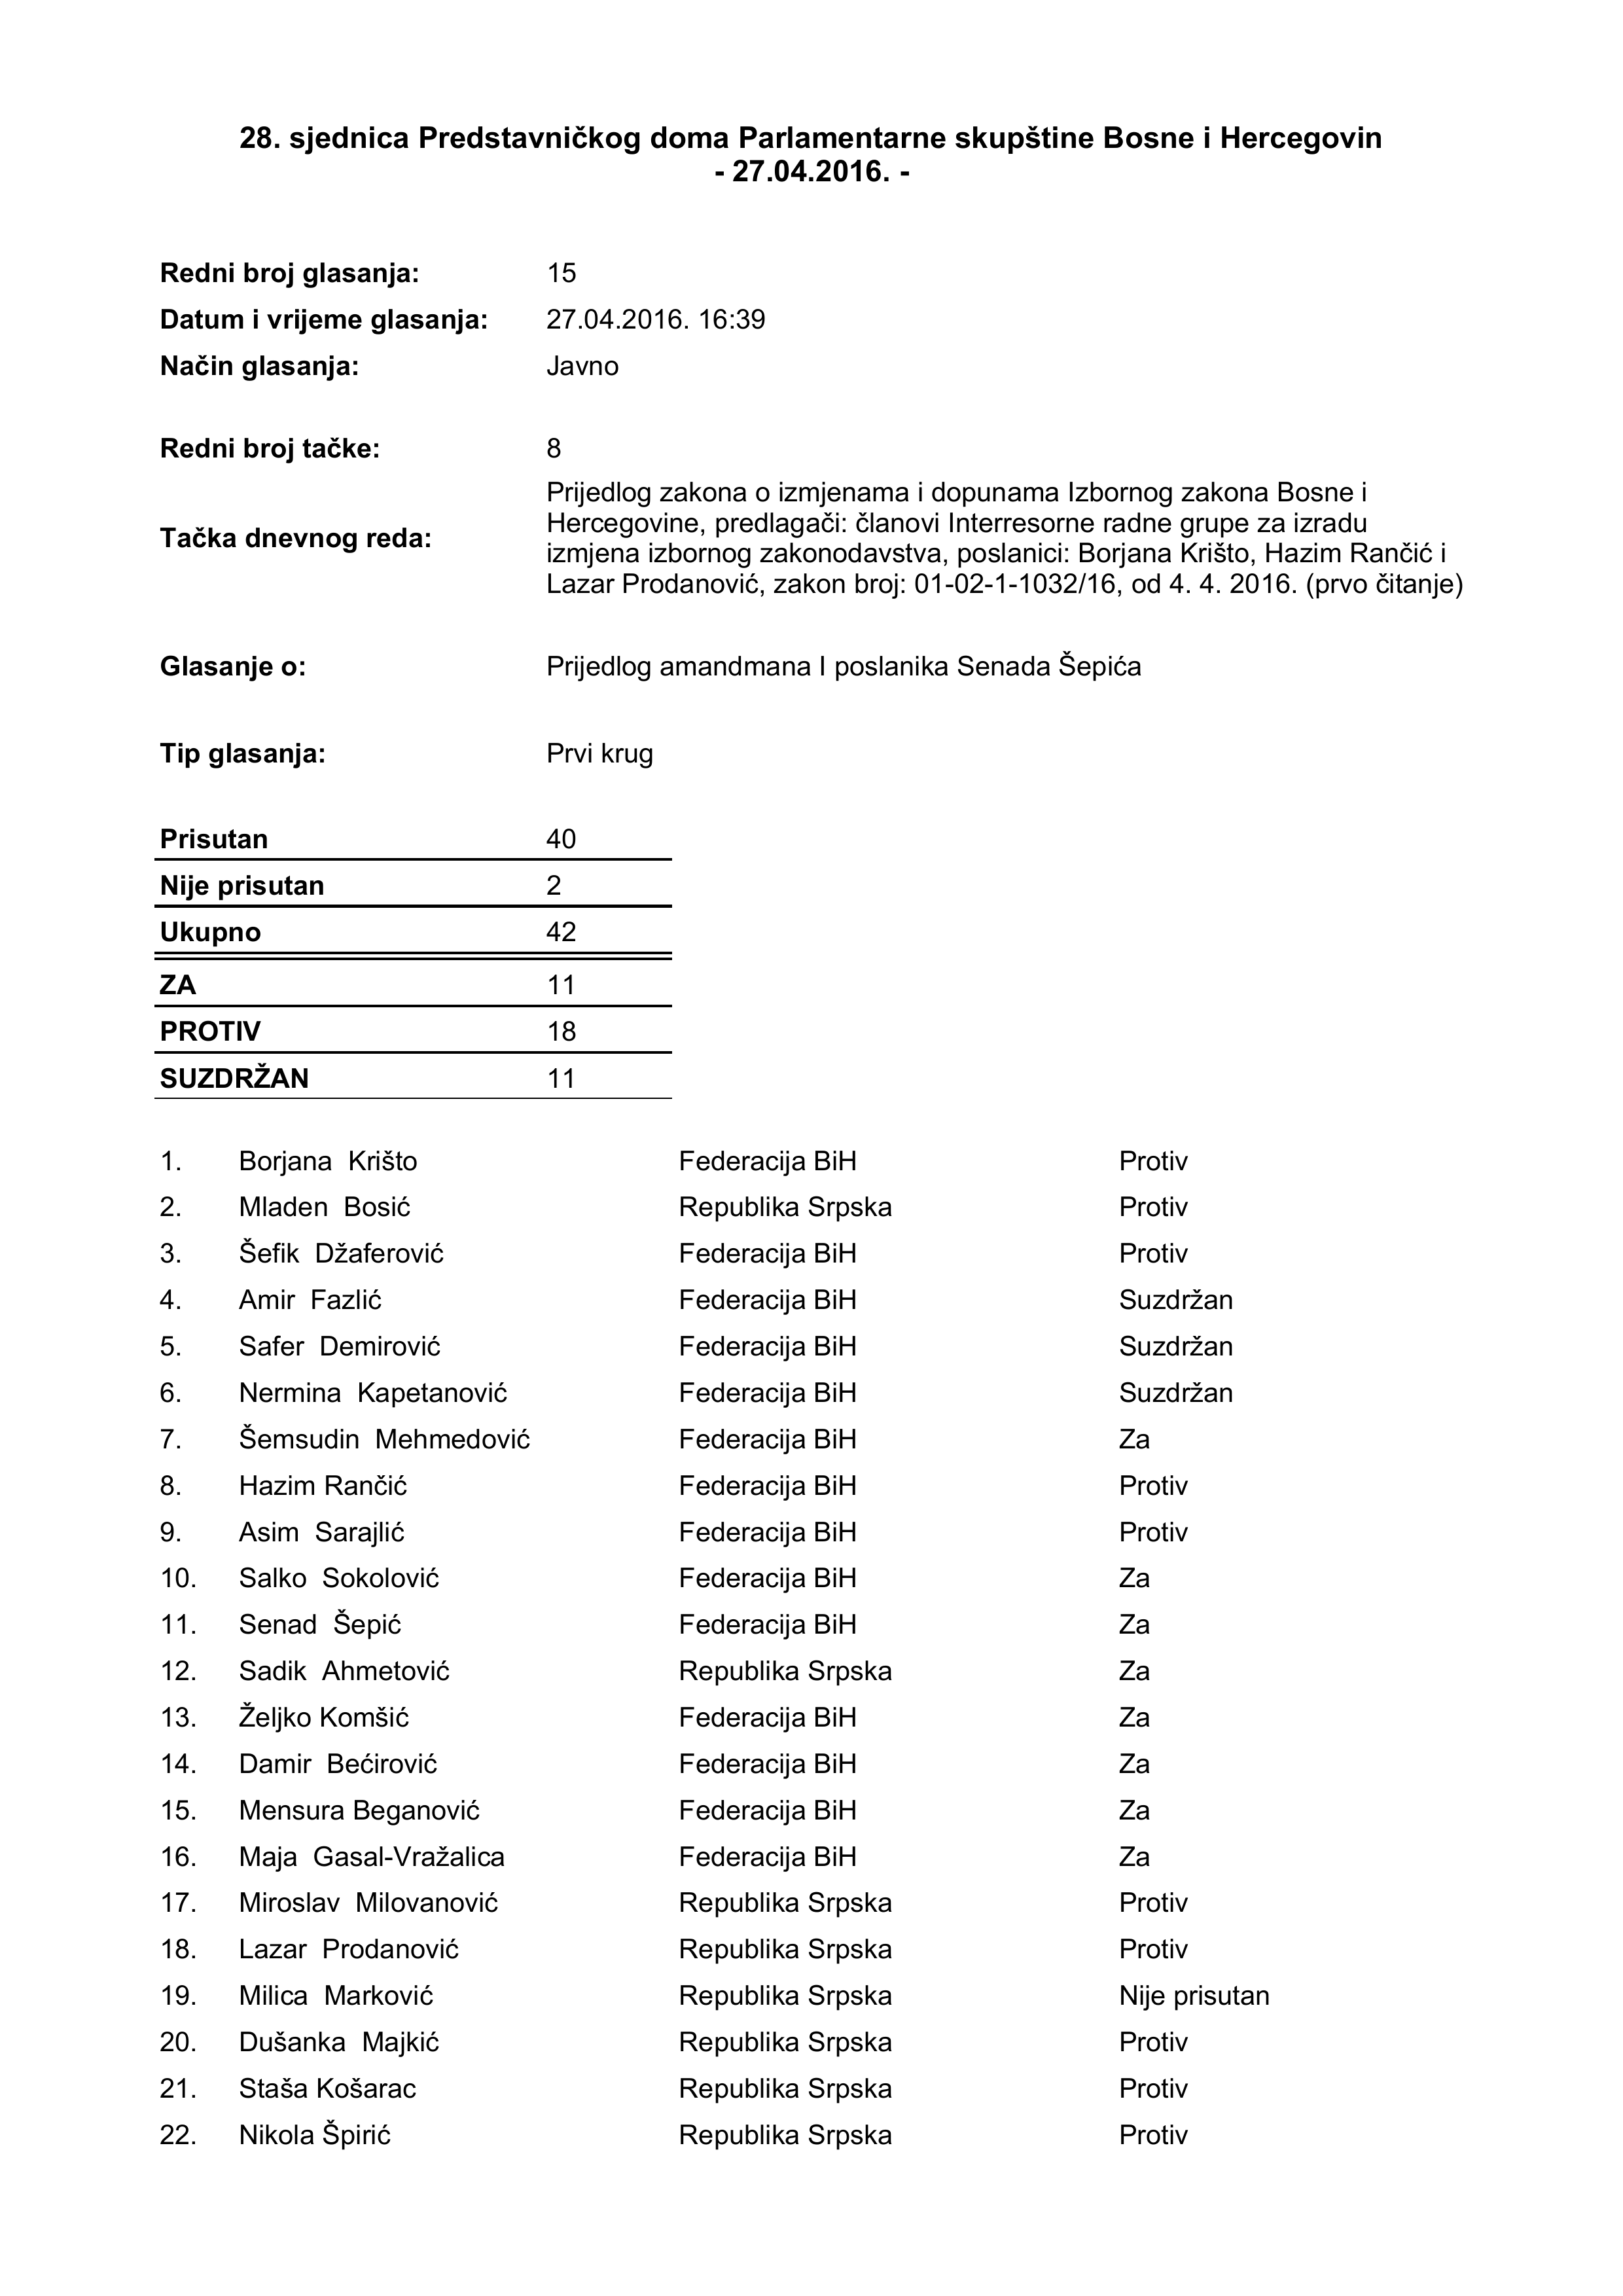 28. sjednica Predstavničkog doma Parlamentarne skupštine Bosne i Hercegovin
- 27.04.2016. -
Redni broj glasanja: 15
Datum i vrijeme glasanja: 27.04.2016. 16:39
Način glasanja: Javno
Redni broj tačke: 8
Tačka dnevnog reda: Prijedlog zakona o izmjenama i dopunama Izbornog zakona Bosne i
Hercegovine, predlagači: članovi Interresorne radne grupe za izradu
izmjena izbornog zakonodavstva, poslanici: Borjana Krišto, Hazim Rančić i
Lazar Prodanović, zakon broj: 01-02-1-1032/16, od 4. 4. 2016. (prvo čitanje)
Glasanje o: Prijedlog amandmana I poslanika Senada Šepića
Tip glasanja: Prvi krug
Prisutan 40
Nije prisutan 2
Ukupno 42
ZA 11
PROTIV 18
SUZDRŽAN 11
1. Borjana Krišto Federacija BiH Protiv
2. Mladen Bosić Republika Srpska Protiv
3. Šefik Džaferović Federacija BiH Protiv
4. Amir Fazlić Federacija BiH Suzdržan
5. Safer Demirović Federacija BiH Suzdržan
6. Nermina Kapetanović Federacija BiH Suzdržan
7. Šemsudin Mehmedović Federacija BiH Za
8. Hazim Rančić Federacija BiH Protiv
9. Asim Sarajlić Federacija BiH Protiv
10. Salko Sokolović Federacija BiH Za
11. Senad Šepić Federacija BiH Za
12. Sadik Ahmetović Republika Srpska Za
13. Željko Komšić Federacija BiH Za
14. Damir Bećirović Federacija BiH Za
15. Mensura Beganović Federacija BiH Za
16. Maja Gasal-Vražalica Federacija BiH Za
17. Miroslav Milovanović Republika Srpska Protiv
18. Lazar Prodanović Republika Srpska Protiv
19. Milica Marković Republika Srpska Nije prisutan
20. Dušanka Majkić Republika Srpska Protiv
21. Staša Košarac Republika Srpska Protiv
22. Nikola Špirić Republika Srpska Protiv